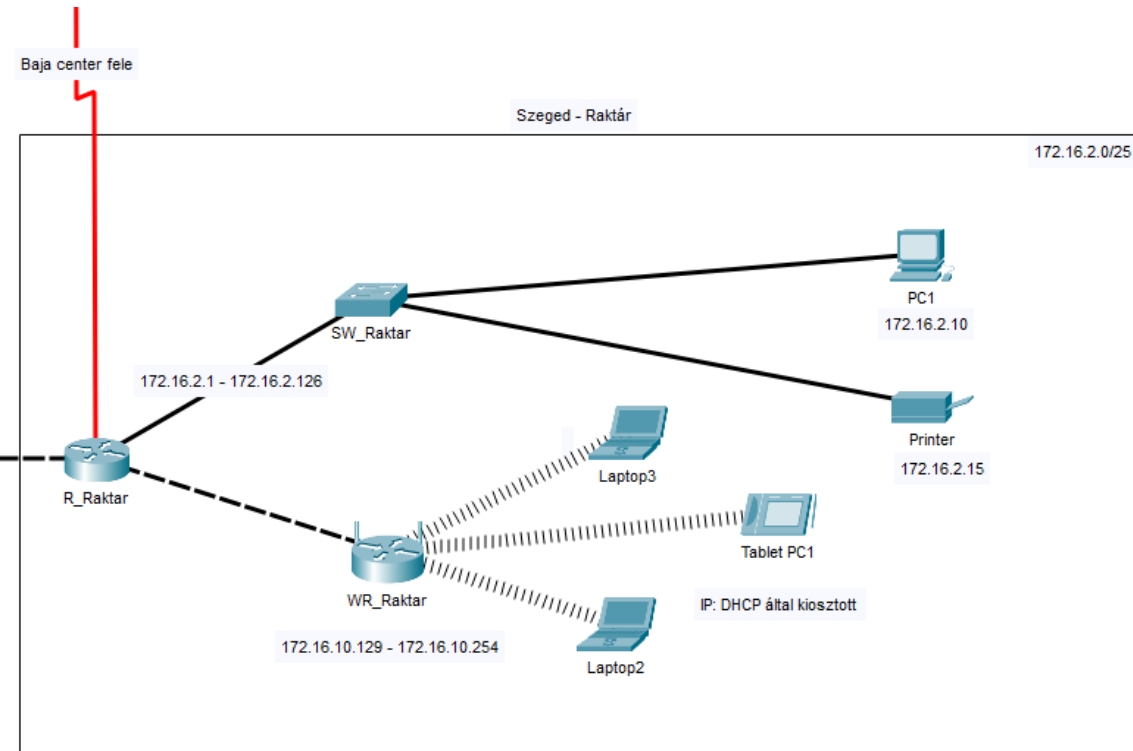 Baja center fele
Szeged - Raktár
172.16.2.0/25
PC1
172.16.2.10
SW_Raktar
172.16.2.1 - 172.16.2.126
Printer
172.16.2.15
Laptop3
R_Raktar
Tablet PC1
WR_Raktar
IP: DHCP által kiosztott
172.16.10.129 - 172.16.10.254
Laptop2